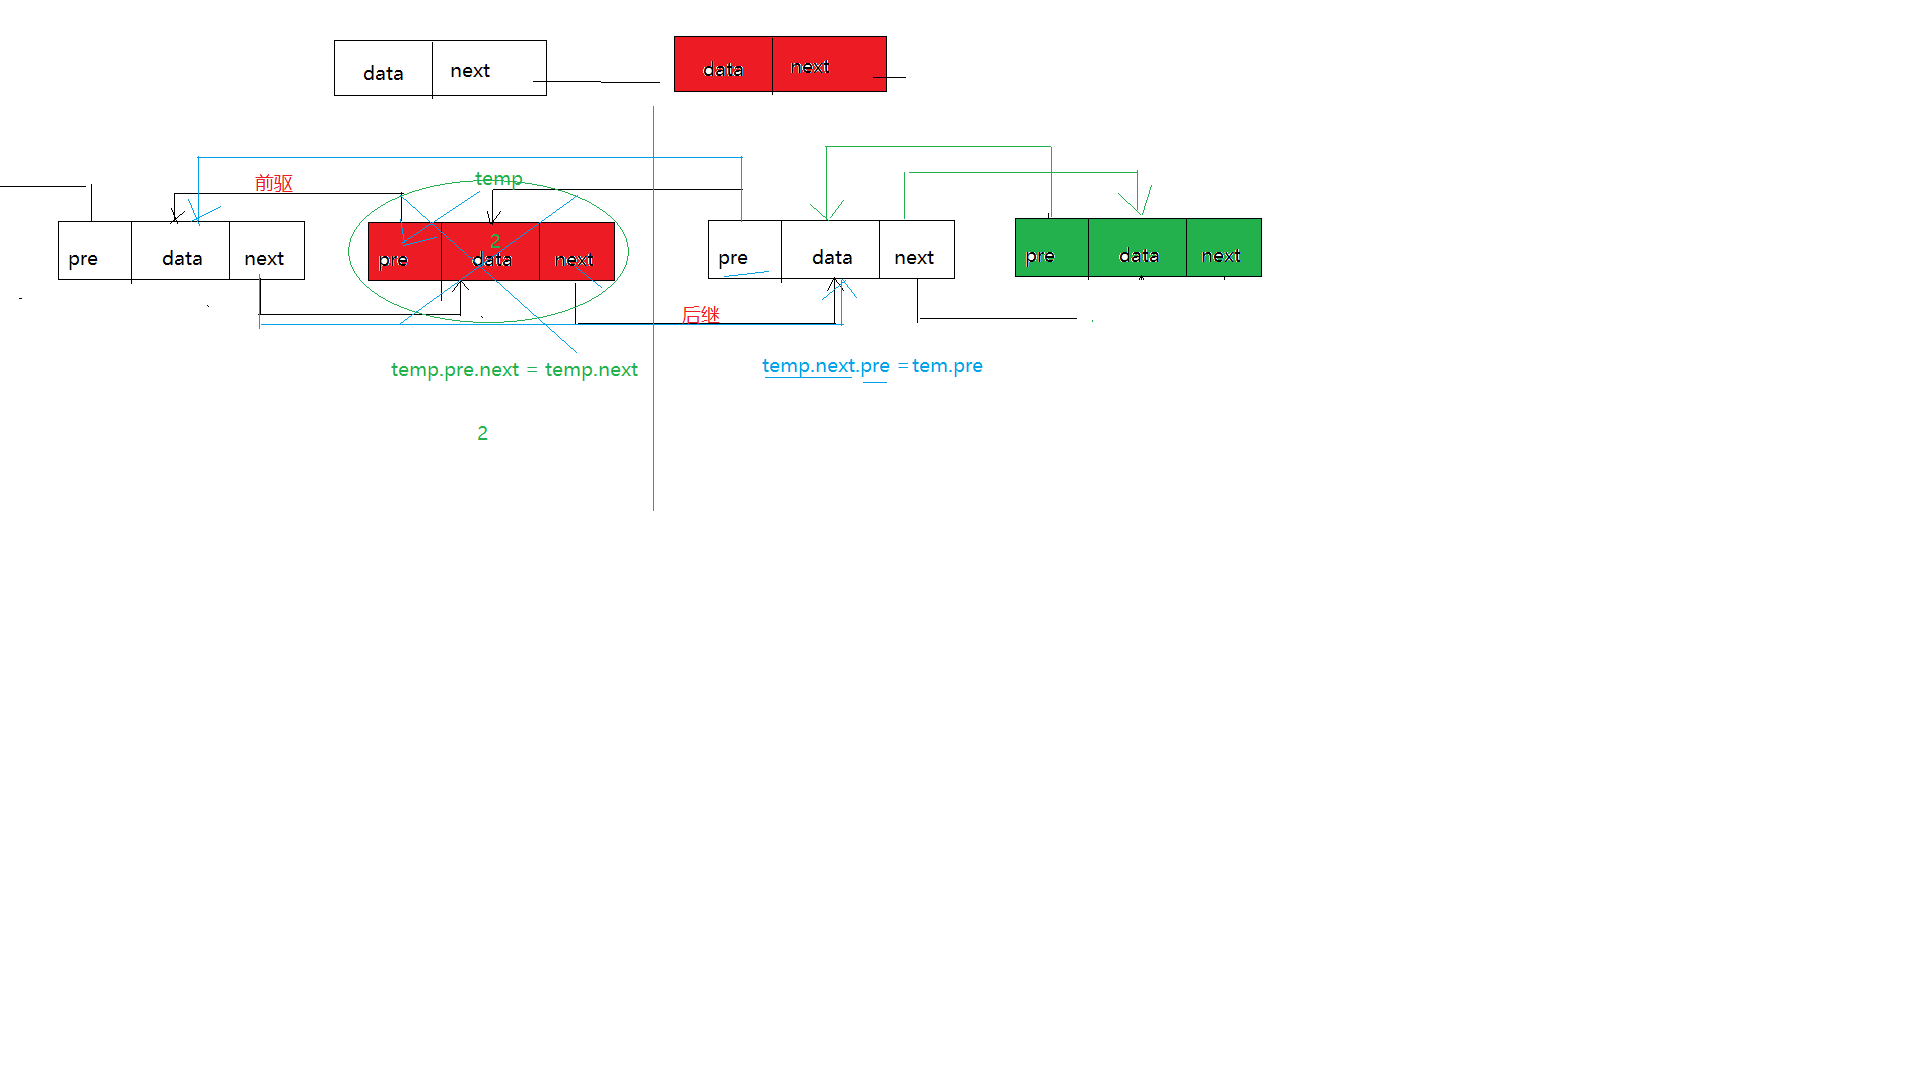 data next
data next
前驱
temp
pre data next
pre 2 data next
pre data next
pre data next
后继
temp.pre.next = temp.next
temp.next.pre =tem.pre
2